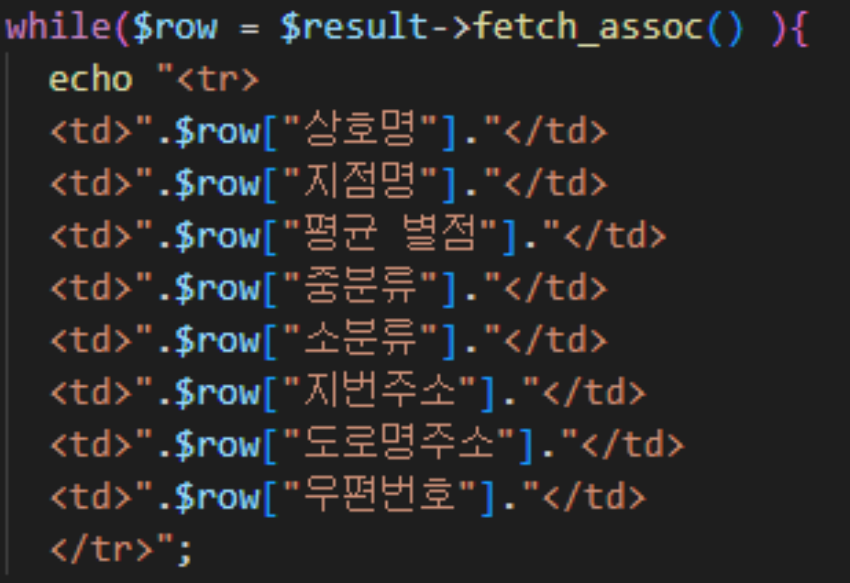 while($row = $result->fetch_assoc() ){
echo "<tr>
<td>".$row["상호명"]."</td>
<td>".$row["지점명"]."</td>
<td>".$row["평균 별점"]."</td>
<td>".$row["중분류"]."</td>
<td>".$row["소분류"]."</td>
<td>".$row["지번주소"]."</td>
<td>".$row["도로명주소"]."</td>
<td>".$row["우편번호"]."</td>
</tr>";